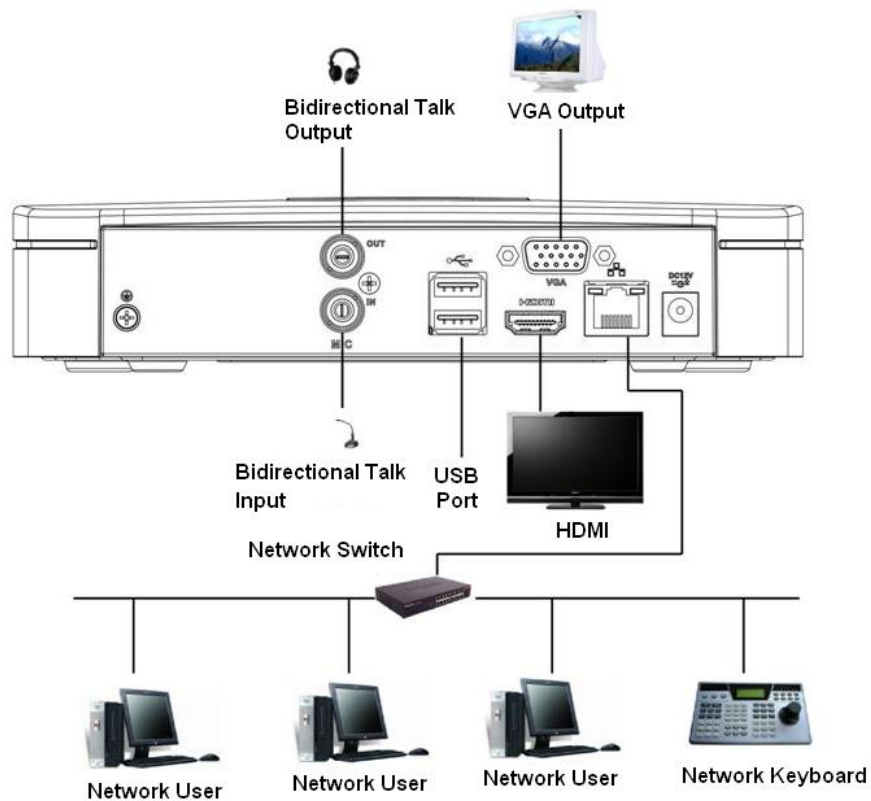 Bidirectional Talk
Output
VGA Output
OUT
VGA
DC12V
IN
HDMI
MIC
Bidirectional Talk
Input
USB
Port
HDMI
Network Switch
Network User
Network User
Network User
Network Keyboard